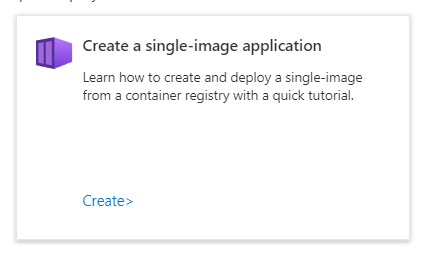 Create a single-image application
Learn how to create and deploy a single-image
from a container registry with a quick tutorial.
Create>